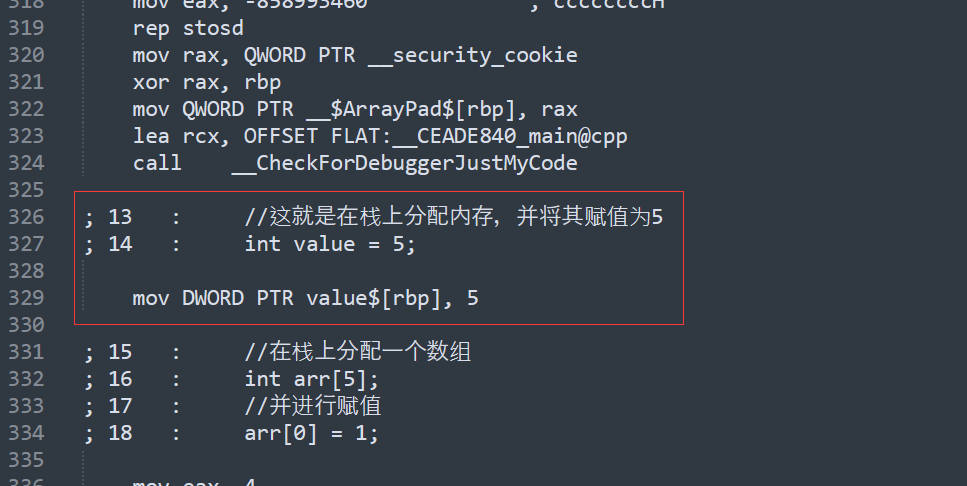 318 mov eax, -858993460 ; ccccccccH
319 rep stosd
320 mov rax, QWORD PTR __security_cookie
321 xor rax, rbp
322 mov QWORD PTR __$ArrayPad$[rbp], rax
323 lea rcx, OFFSET FLAT:__CEADE840_main@cpp
324 call __CheckForDebuggerJustMyCode
325
326 ; 13 : //这就是在栈上分配内存，并将其赋值为5
327 ; 14 : int value = 5;
328
329 mov DWORD PTR value$[rbp], 5
330
331 ; 15 : //在栈上分配一个数组
332 ; 16 : int arr[5];
333 ; 17 : //并进行赋值
334 ; 18 : arr[0] = 1;
335
336 mov eax, 4